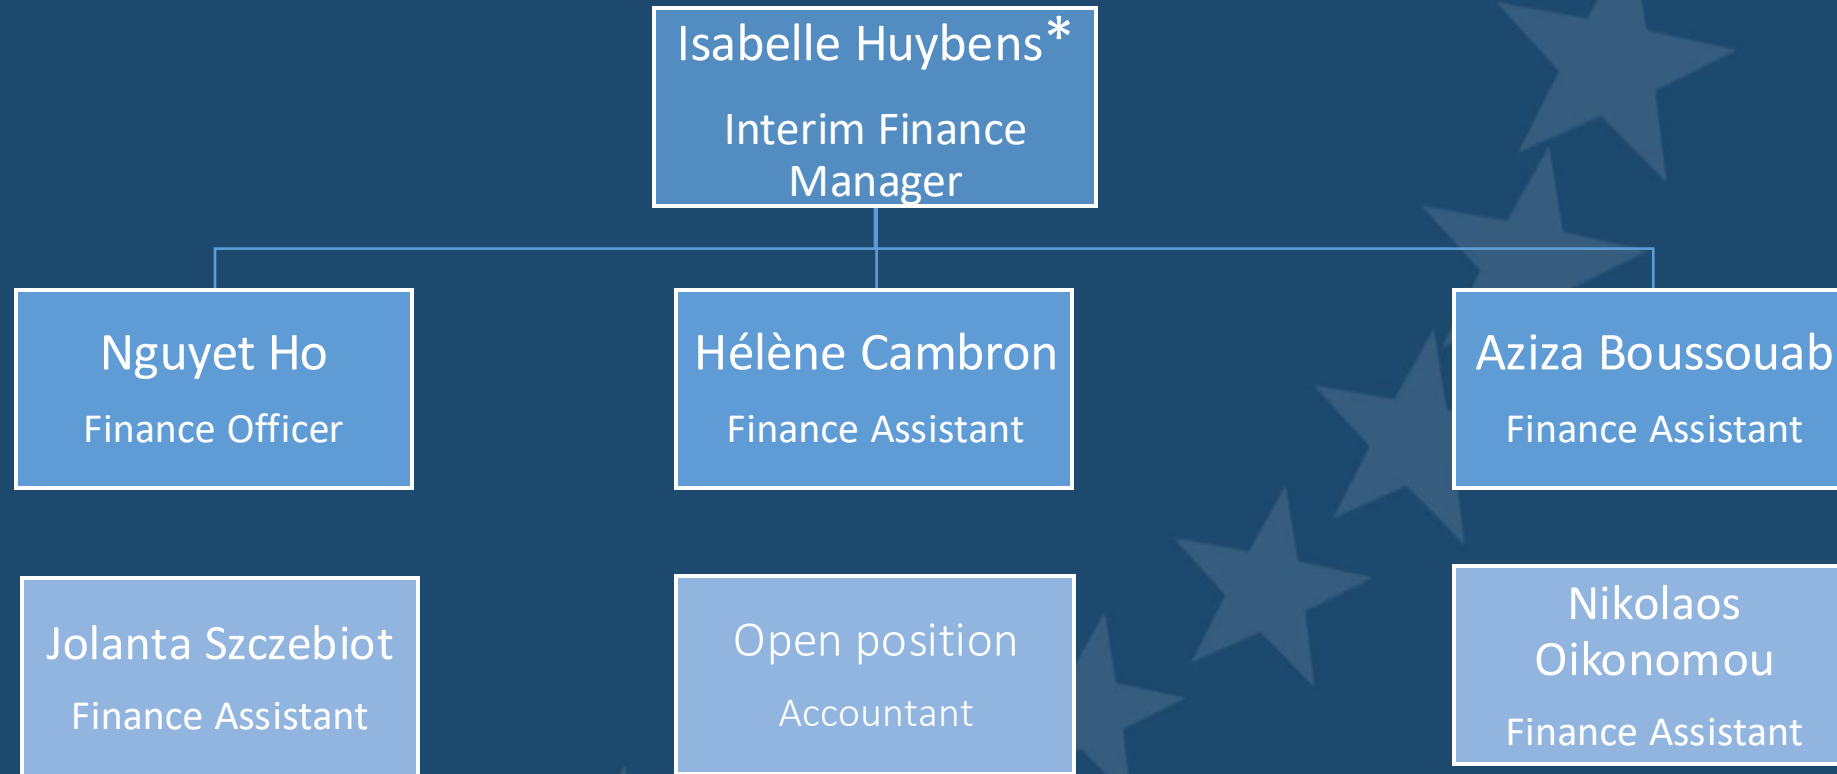 Isabelle Huybens*
Interim Finance
Manager
Nguyet Ho
Finance Officer
Hélène Cambron
Finance Assistant
Aziza Boussouab
Finance Assistant
Jolanta Szczebiot
Finance Assistant
Open position
Accountant
Nikolaos
Oikonomou
Finance Assistant